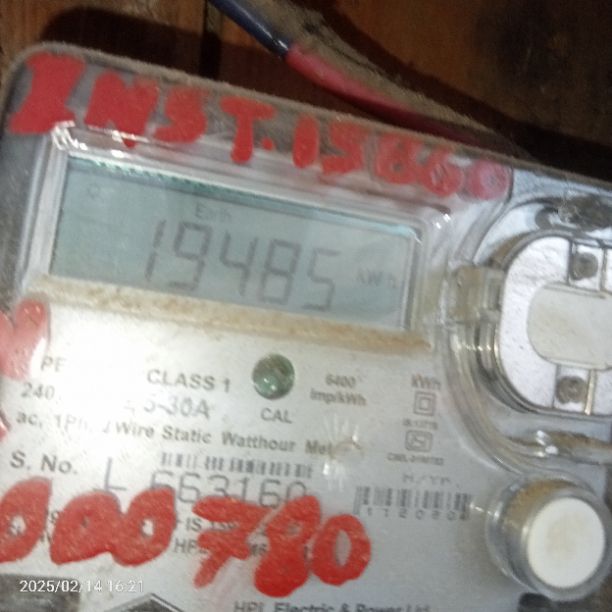 INST.15860
Earth
19485 kWh
CLASS 1
6400
imp/kWh
kWh
240
5-30A
CAL
Wire Static Watthour
S. No.
L 663160
000780
2025/02/14 16:21
HPL Electric & Power